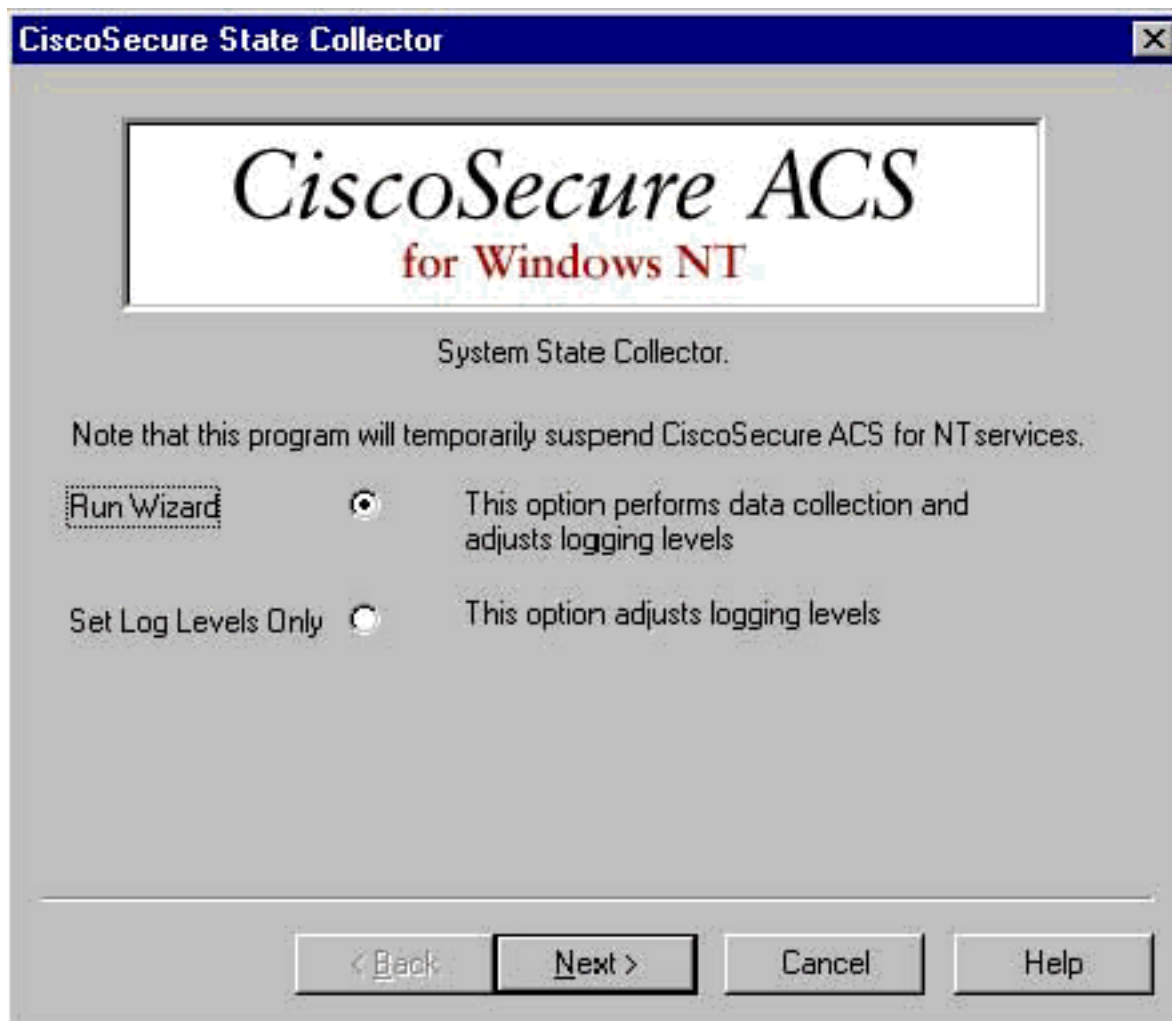 CiscoSecure State Collector
CiscoSecure ACS
for Windows NT
System State Collector.
Note that this program will temporarily suspend CiscoSecure ACS for NT services.
Run Wizard
This option performs data collection and
adjusts logging levels
Set Log Levels Only
This option adjusts logging levels
< Back
Next >
Cancel
Help